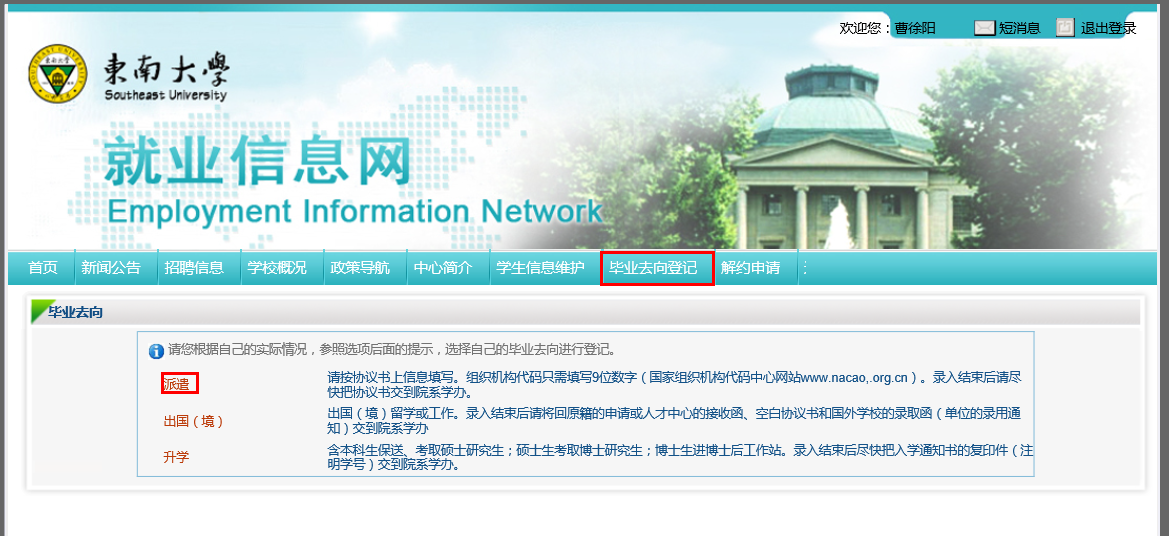 欢迎您：曹徐阳 短消息 退出登录
東南大學
Southeast University
就业信息网
Employment Information Network
首页 新闻公告 招聘信息 学校概况 政策导航 中心简介 学生信息维护 毕业去向登记 解约申请
毕业去向
请您根据自己的实际情况，参照选项后面的提示，选择自己的毕业去向进行登记。
派遣 请按协议书上信息填写。组织机构代码只需填写9位数字（国家组织机构代码中心网站www.nacao,.org.cn）。录入结束后请尽
快把协议书交到院系学办。
出国（境） 出国（境）留学或工作。录入结束后请将回原籍的申请或人才中心的接收函、空白协议书和国外学校的录取函（单位的录用通
知）交到院系学办
升学 含本科生保送、考取硕士研究生；硕士生考取博士研究生；博士生进博士后工作站。录入结束后尽快把入学通知书的复印件（注
明学号）交到院系学办。